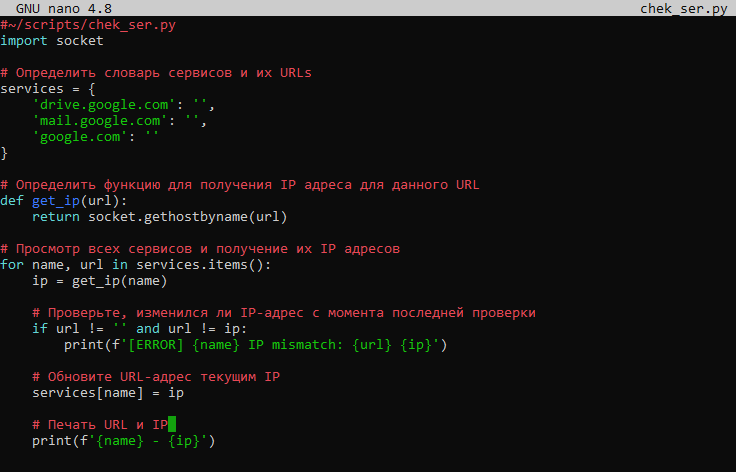 GNU nano 4.8 chek_ser.py
#~/scripts/chek_ser.py
import socket

# Определить словарь сервисов и их URLs
services = {
    'drive.google.com': '',
    'mail.google.com': '',
    'google.com': ''
}

# Определить функцию для получения IP адреса для данного URL
def get_ip(url):
    return socket.gethostbyname(url)

# Просмотр всех сервисов и получение их IP адресов
for name, url in services.items():
    ip = get_ip(name)

    # Проверьте, изменился ли IP-адрес с момента последней проверки
    if url != '' and url != ip:
        print(f'[ERROR] {name} IP mismatch: {url} {ip}')

    # Обновите URL-адрес текущим IP
    services[name] = ip

    # Печать URL и IP
    print(f'{name} - {ip}')